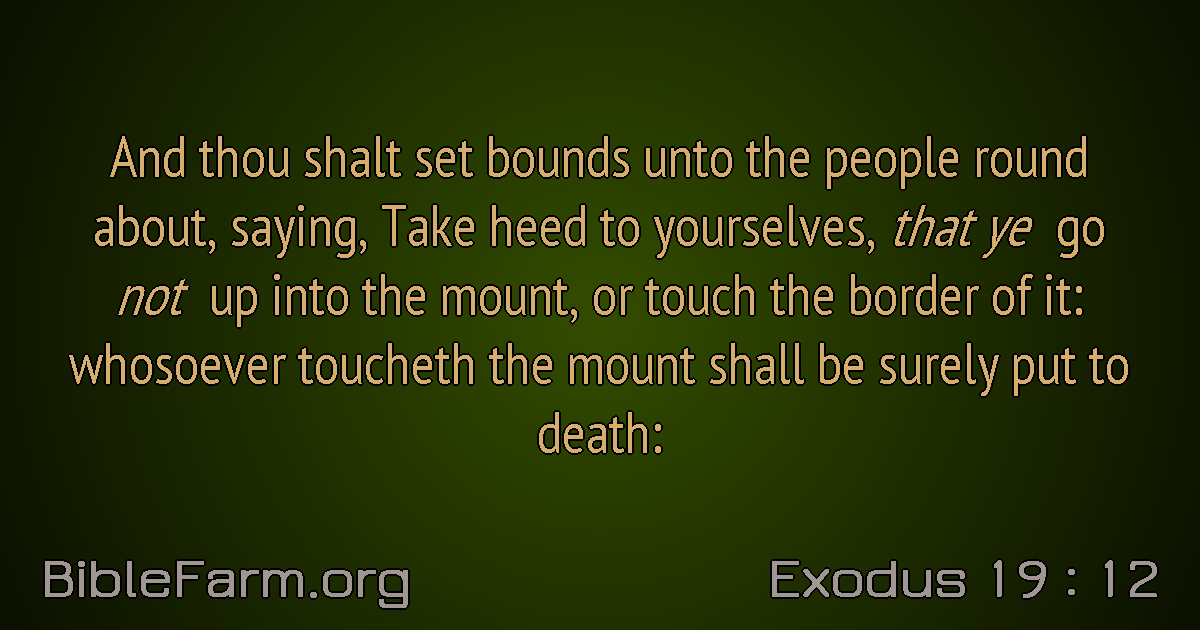 And thou shalt set bounds unto the people round
about, saying, Take heed to yourselves, that ye go
not up into the mount, or touch the border of it:
whosoever toucheth the mount shall be surely put to
death:
BibleFarm.org
Exodus 19 : 12